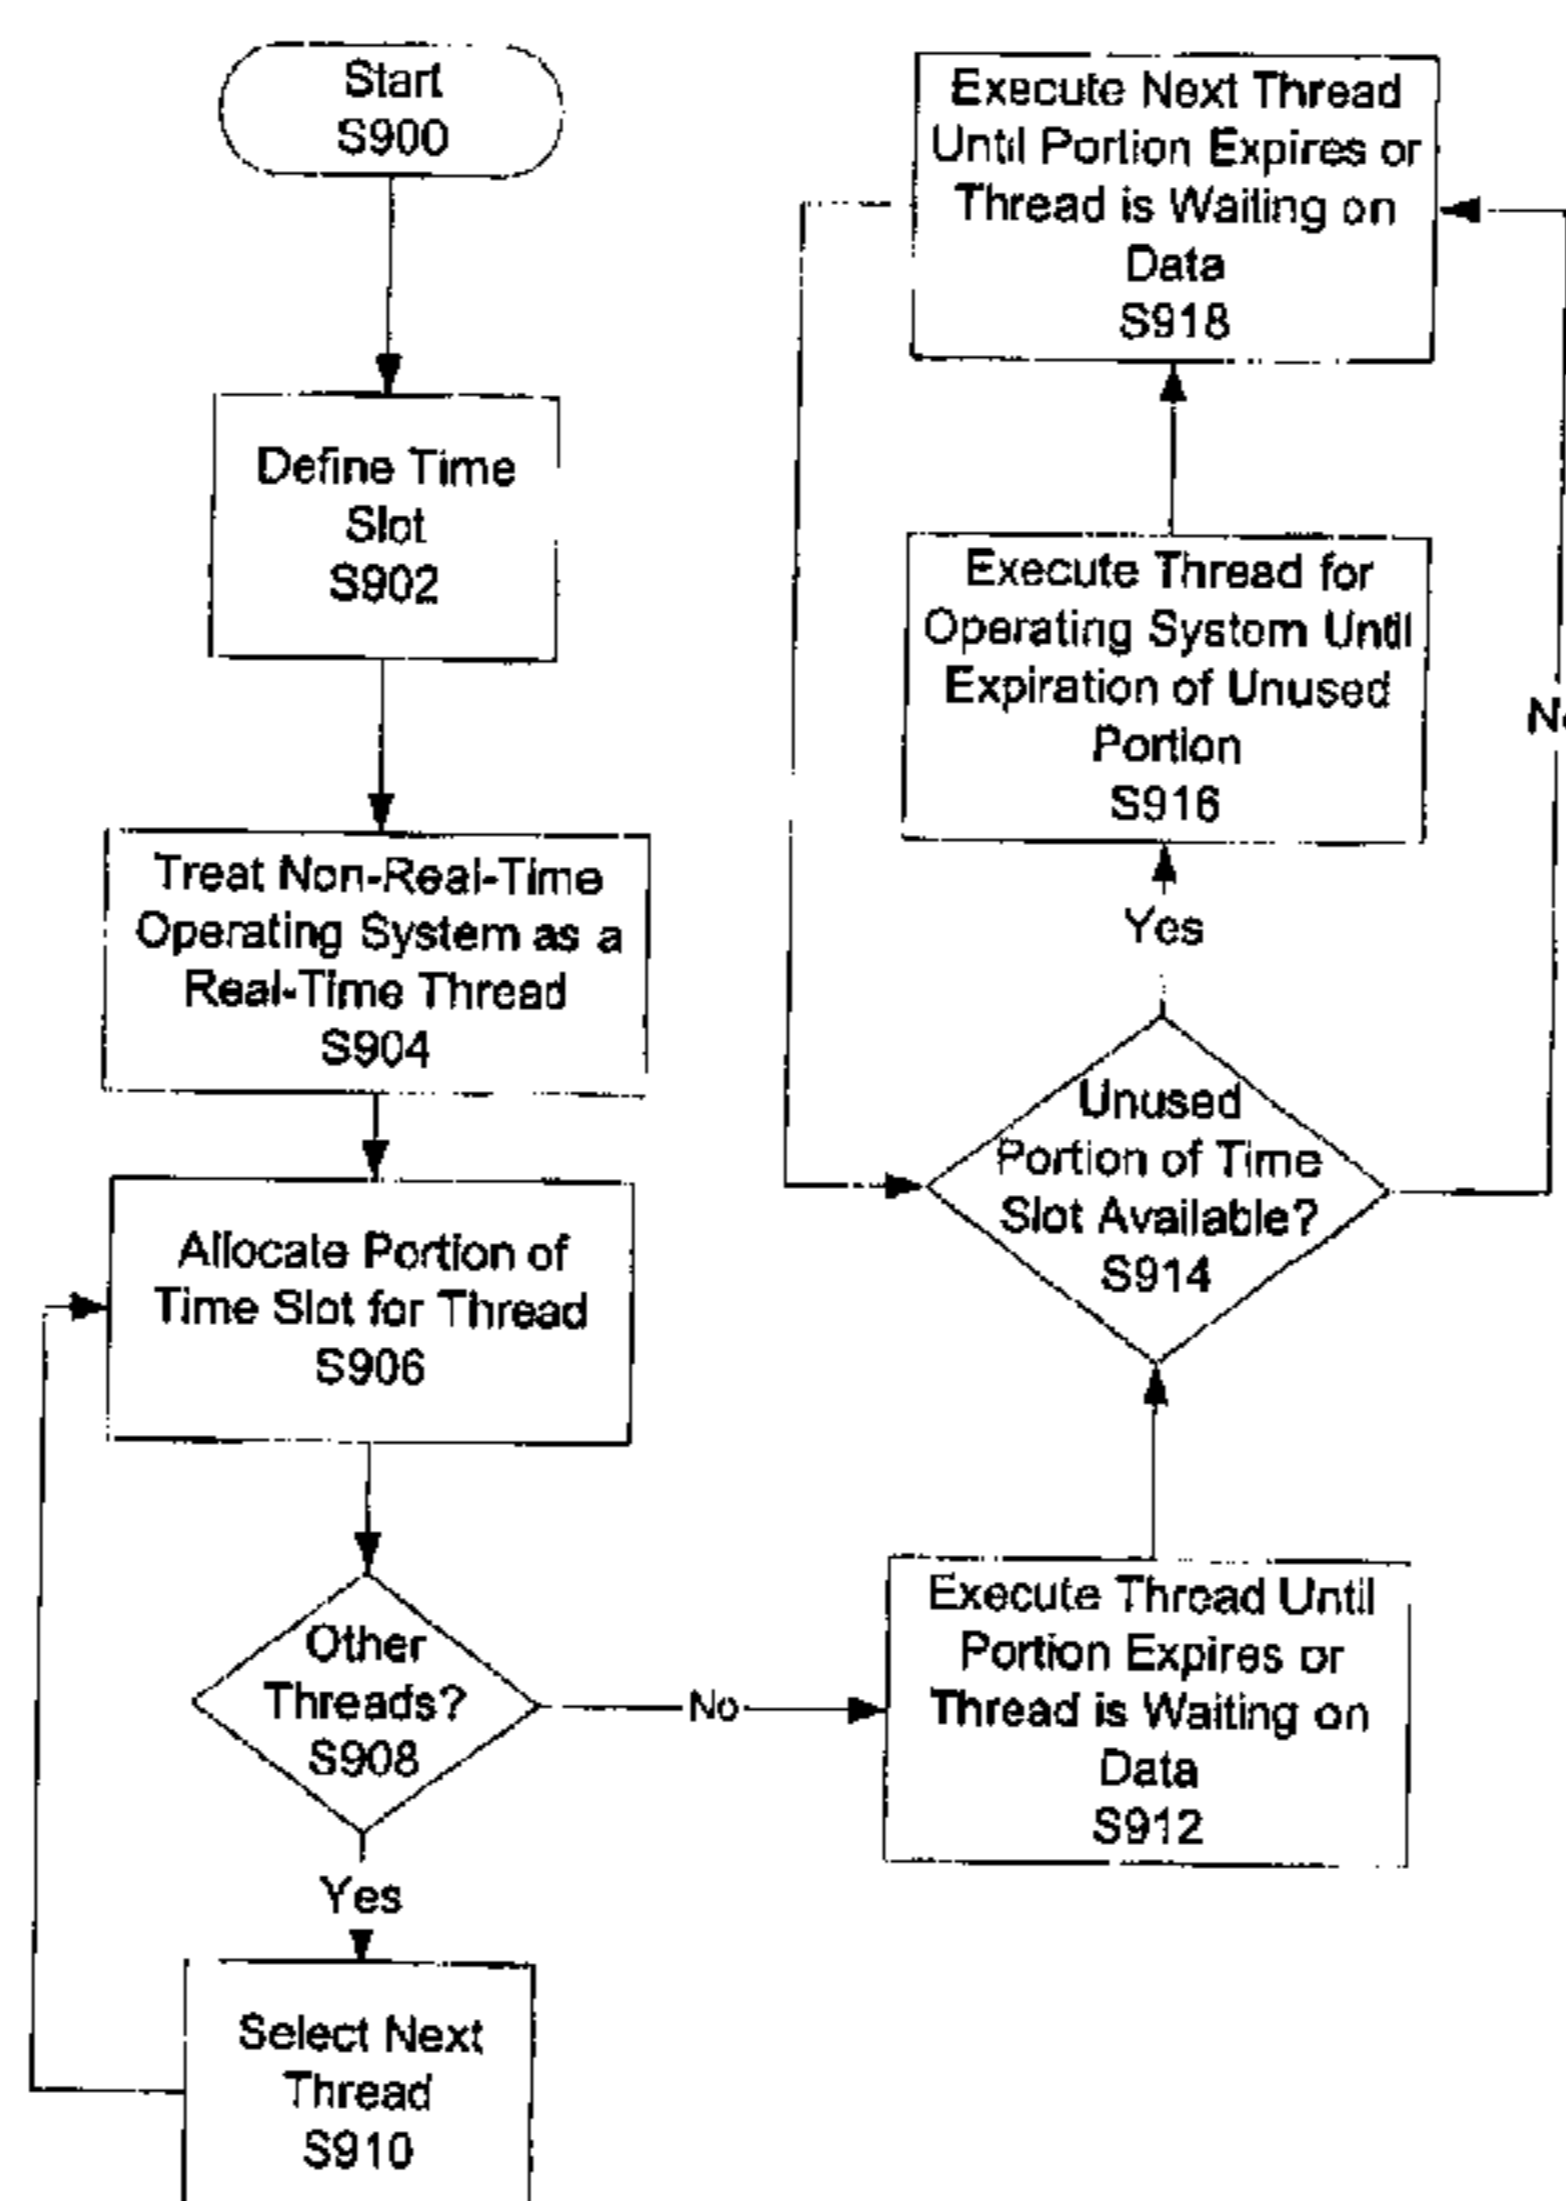 Start
S900
Define Time
Slot
S902
Treat Non-Real-Time
Operating System as a
Real-Time Thread
S904
Allocate Portion of
Time Slot for Thread
S906
Other
Threads?
S908
Yes
No
Select Next
Thread
S910
Execute Thread Until
Portion Expires or
Thread is Waiting on
Data
S912
Unused
Portion of Time
Slot Available?
S914
Yes
Execute Thread for
Operating System Until
Expiration of Unused
Portion
S916
Execute Next Thread
Until Portion Expires or
Thread is Waiting on
Data
S918